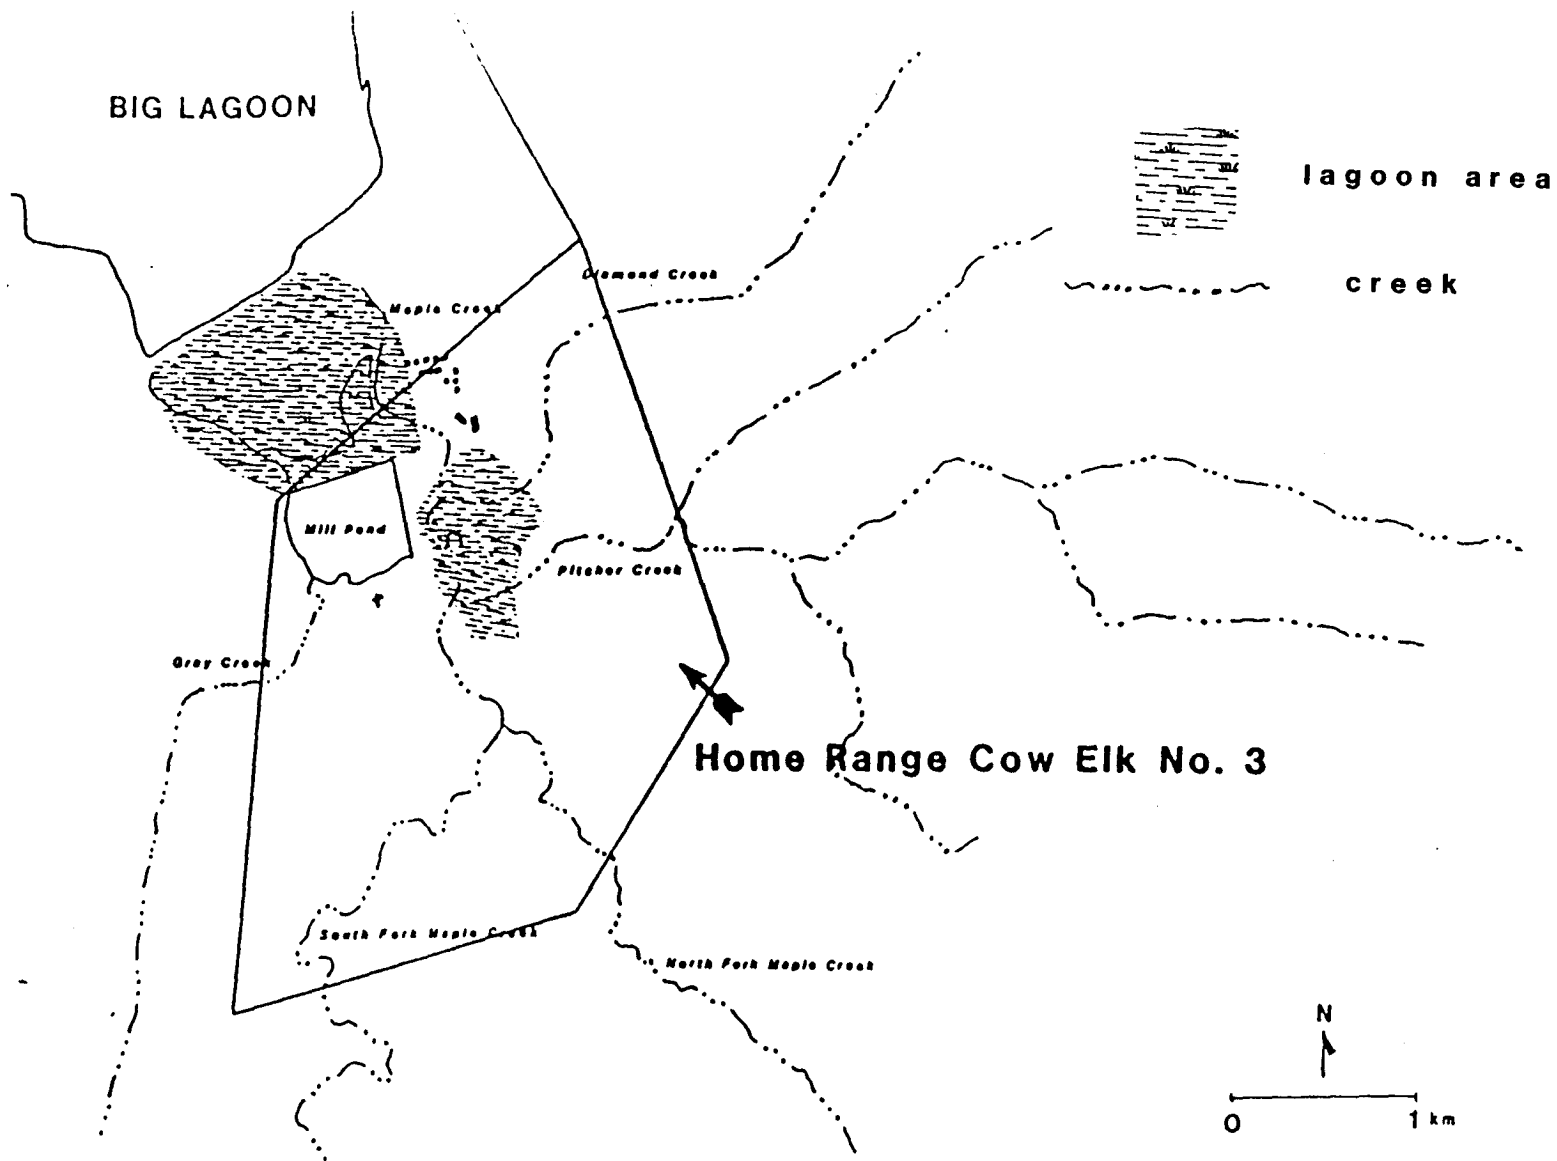 BIG LAGOON
lagoon area
Diamond Creek
creek
Maple Creek
Mill Pond
Pitcher Creek
Gray Creek
Home Range Cow Elk No. 3
South Fork Maple Creek
North Fork Maple Creek
N
0 1 km